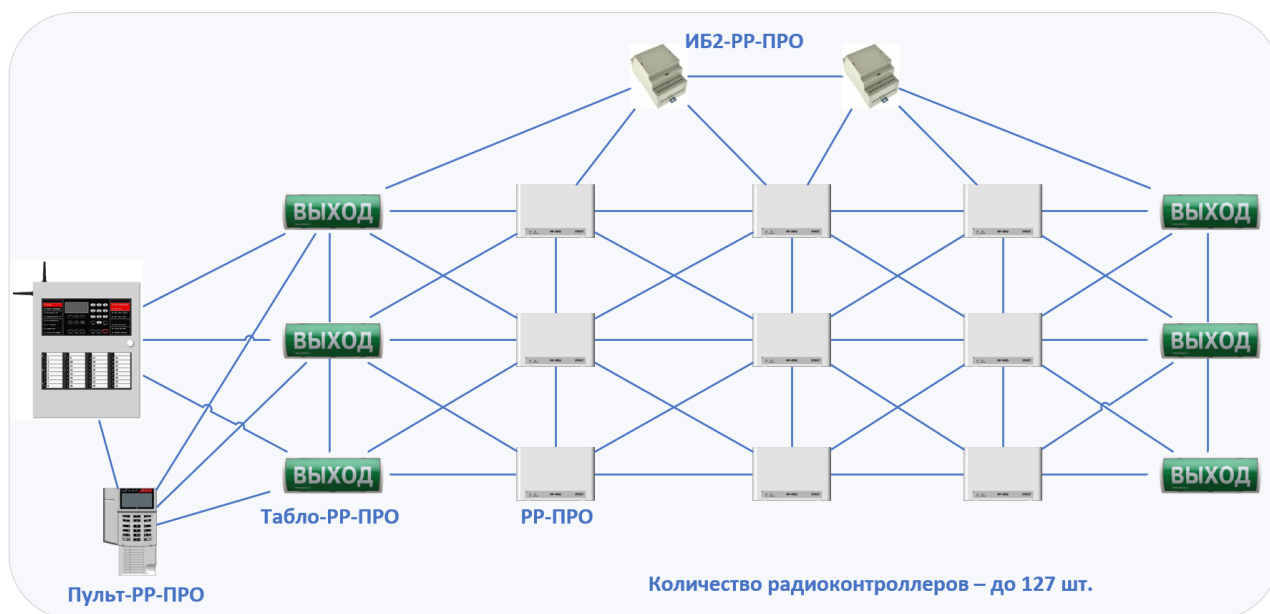 ИБ2-РР-ПРО
ВЫХОД
ВЫХОД
ВЫХОД
ВЫХОД
ВЫХОД
ВЫХОД
Табло-РР-ПРО
РР-ПРО
Количество радиоконтроллеров – до 127 шт.
Пульт-РР-ПРО